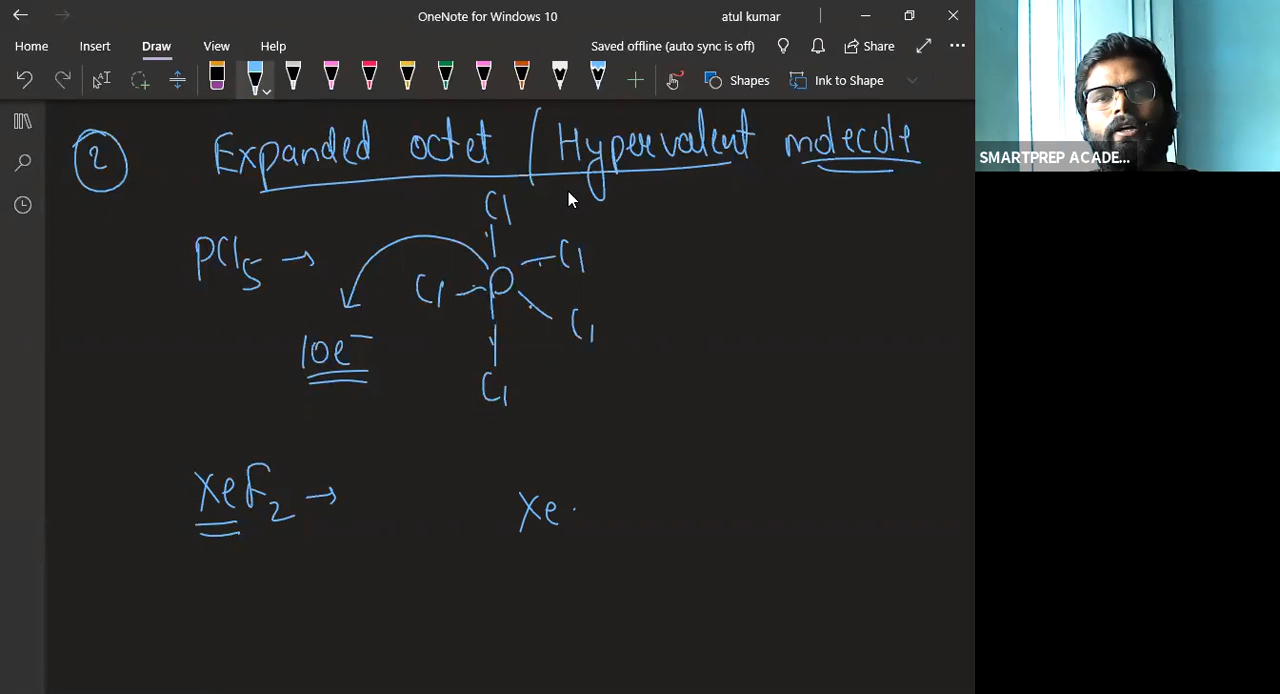 OneNote for Windows 10
atul kumar
Home Insert Draw View Help
Saved offline (auto sync is off)
Share
Shapes
Ink to Shape
SMARTPREP ACADE...
2 Expanded octet / Hypervalent molecule
Cl
PCl5 → Cl P Cl
Cl
10e⁻
Cl
XeF2 → Xe ·